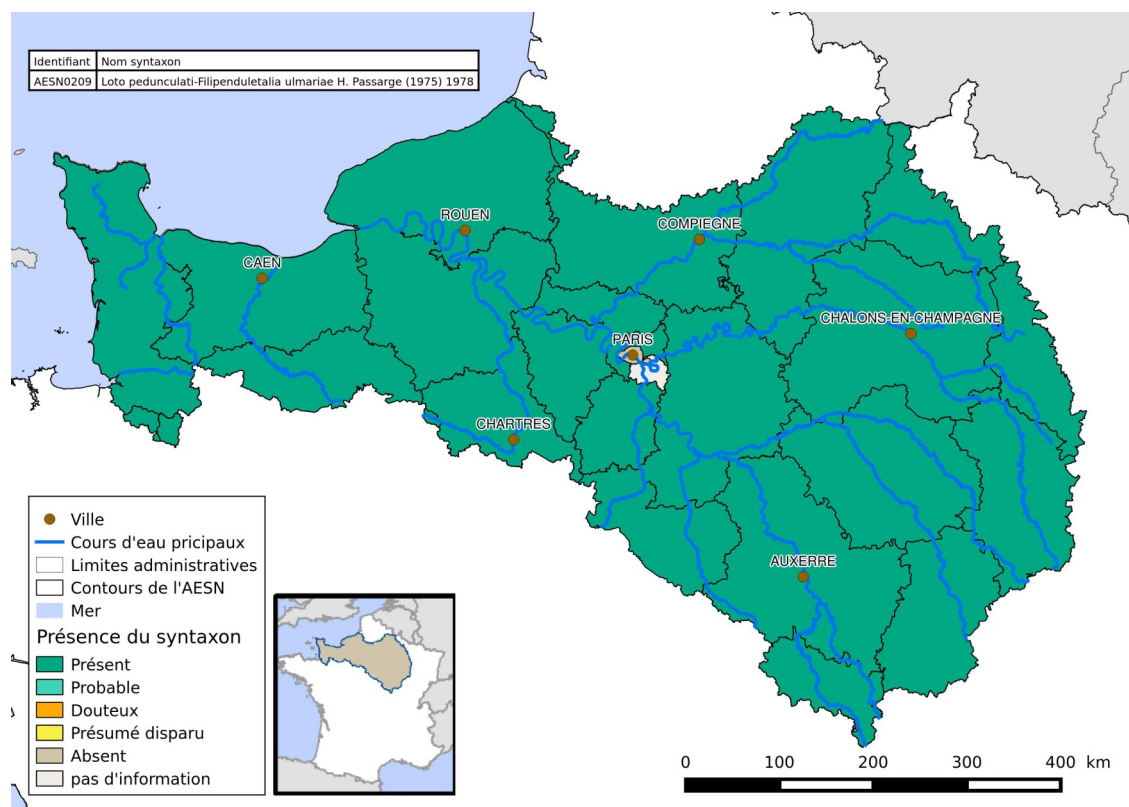 Identifiant Nom syntaxon
AESN0209 Loto pedunculati-Filipenduletalia ulmariae H. Passarge (1975) 1978
ROUEN
COMPIEGNE
CAEN
CHALONS-EN-CHAMPAGNE
PARIS
CHARTRES
AUXERRE
Ville
Cours d'eau pricipaux
Limites administratives
Contours de l'AESN
Mer
Présence du syntaxon
Présent
Probable
Douteux
Présumé disparu
Absent
pas d'information
0 100 200 300 400 km